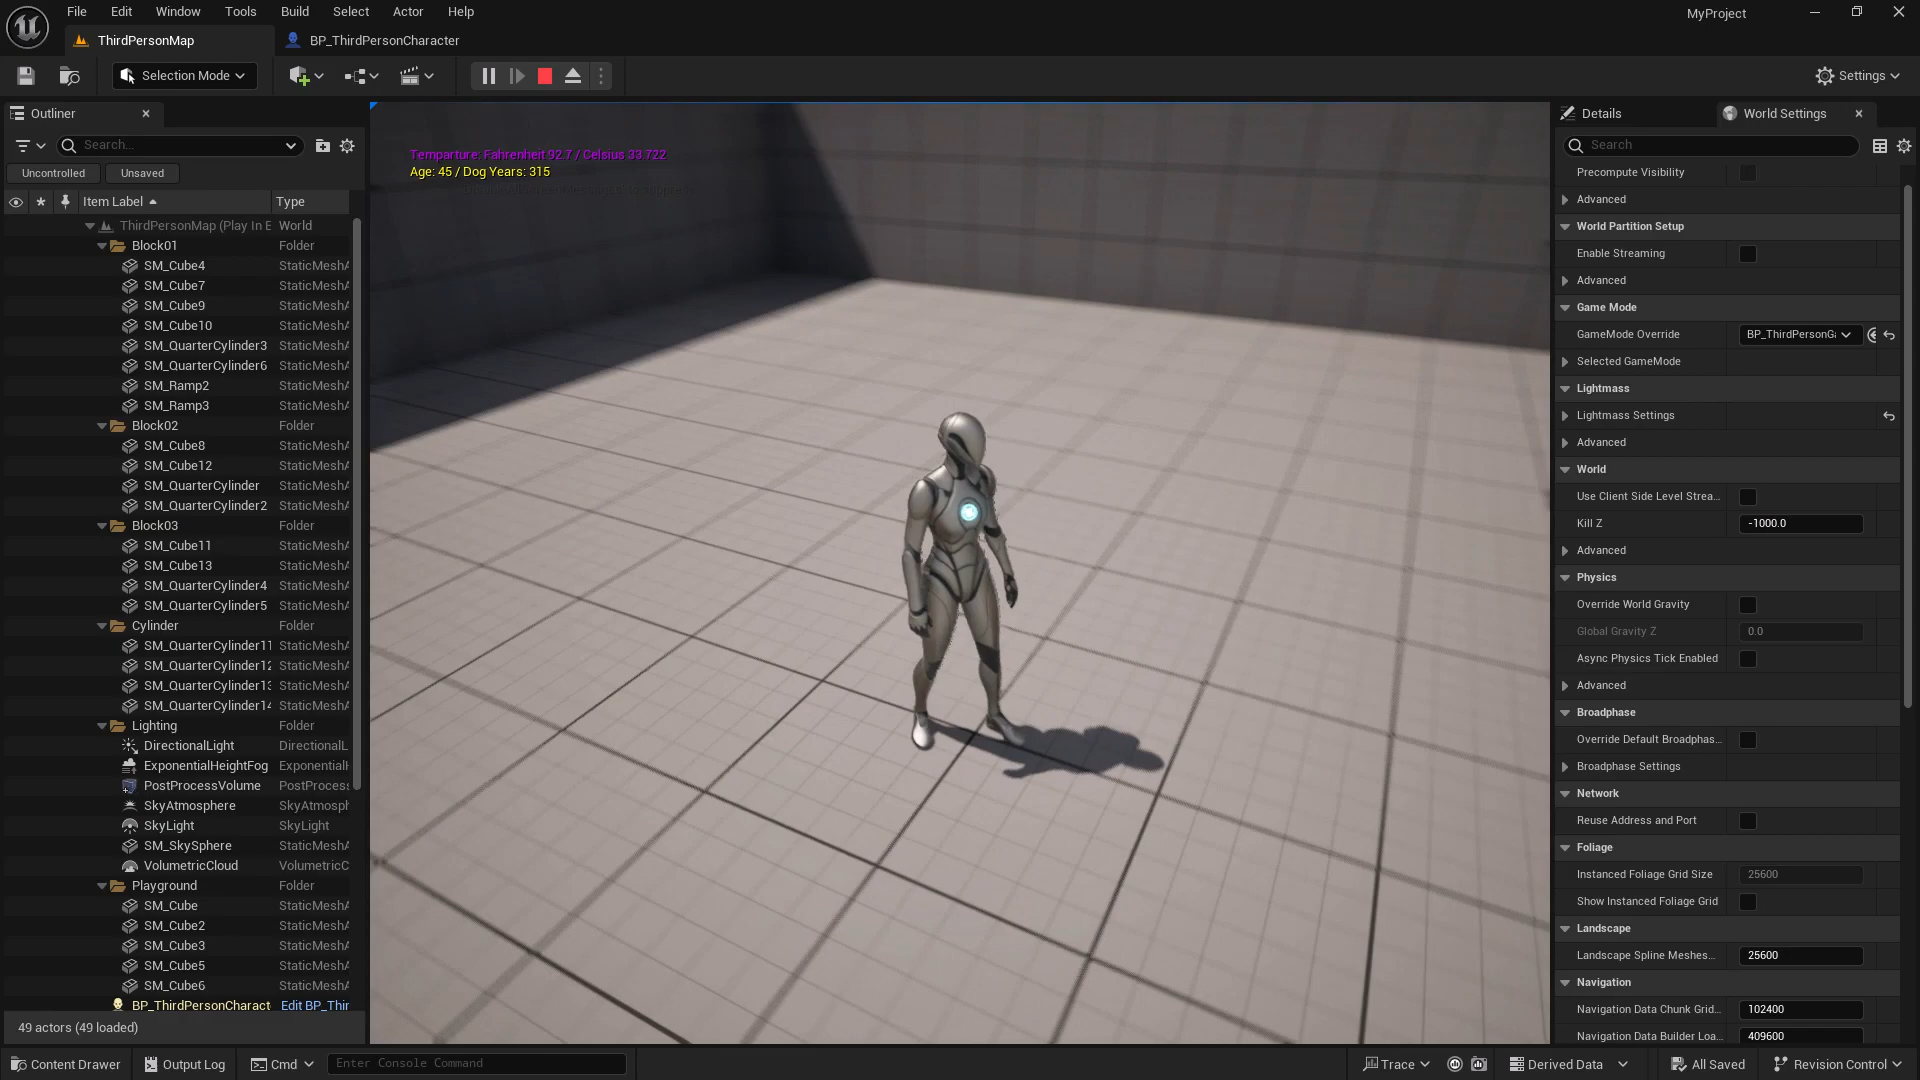 File Edit Window Tools Build Select Actor Help
MyProject
ThirdPersonMap
BP_ThirdPersonCharacter
Selection Mode
Settings
Outliner
Search...
Uncontrolled
Unsaved
Item Label Type
ThirdPersonMap (Play In E World
Block01 Folder
SM_Cube4 StaticMeshA
SM_Cube7 StaticMeshA
SM_Cube9 StaticMeshA
SM_Cube10 StaticMeshA
SM_QuarterCylinder3 StaticMeshA
SM_QuarterCylinder6 StaticMeshA
SM_Ramp2 StaticMeshA
SM_Ramp3 StaticMeshA
Block02 Folder
SM_Cube8 StaticMeshA
SM_Cube12 StaticMeshA
SM_QuarterCylinder StaticMeshA
SM_QuarterCylinder2 StaticMeshA
Block03 Folder
SM_Cube11 StaticMeshA
SM_Cube13 StaticMeshA
SM_QuarterCylinder4 StaticMeshA
SM_QuarterCylinder5 StaticMeshA
Cylinder Folder
SM_QuarterCylinder11 StaticMeshA
SM_QuarterCylinder12 StaticMeshA
SM_QuarterCylinder13 StaticMeshA
SM_QuarterCylinder14 StaticMeshA
Lighting Folder
DirectionalLight DirectionalL
ExponentialHeightFog ExponentialH
PostProcessVolume PostProcess
SkyAtmosphere SkyAtmosph
SkyLight SkyLight
SM_SkySphere StaticMeshA
VolumetricCloud VolumetricC
Playground Folder
SM_Cube StaticMeshA
SM_Cube2 StaticMeshA
SM_Cube3 StaticMeshA
SM_Cube5 StaticMeshA
SM_Cube6 StaticMeshA
BP_ThirdPersonCharact Edit BP_Thir
49 actors (49 loaded)
Temparture: Fahrenheit 92.7 / Celsius 33.722
Age: 45 / Dog Years: 315
Details
World Settings
Search
Precompute Visibility
Advanced
World Partition Setup
Enable Streaming
Advanced
Game Mode
GameMode Override BP_ThirdPersonGa
Selected GameMode
Lightmass
Lightmass Settings
Advanced
World
Use Client Side Level Strea...
Kill Z -1000.0
Advanced
Physics
Override World Gravity
Global Gravity Z 0.0
Async Physics Tick Enabled
Advanced
Broadphase
Override Default Broadphas...
Broadphase Settings
Network
Reuse Address and Port
Foliage
Instanced Foliage Grid Size 25600
Show Instanced Foliage Grid
Landscape
Landscape Spline Meshes... 25600
Navigation
Navigation Data Chunk Grid... 102400
Navigation Data Builder Loa... 409600
Content Drawer
Output Log
Cmd
Enter Console Command
Trace
Derived Data
All Saved
Revision Control